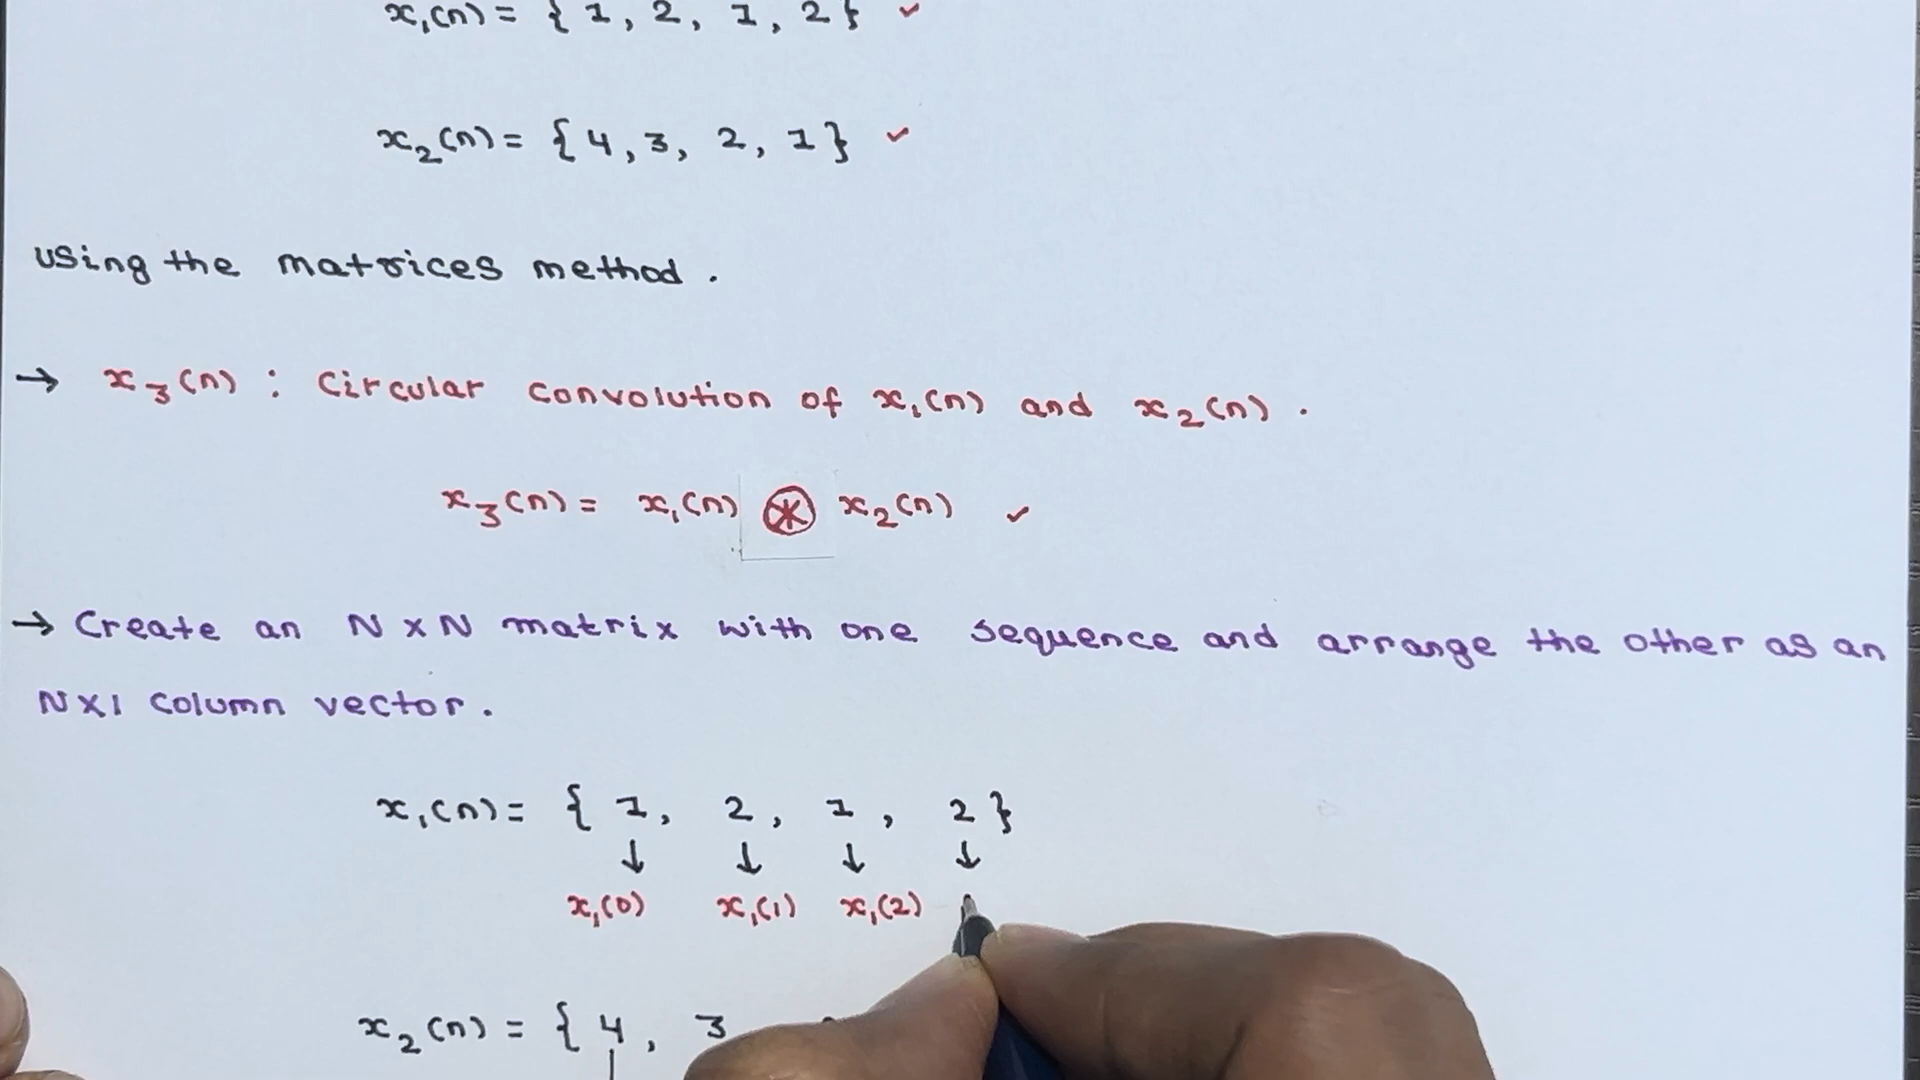 x₁(n) = { 1, 2, 1, 2 } ✓
x₂(n) = { 4, 3, 2, 1 } ✓
using the matrices method.
→ x₃(n) : Circular convolution of x₁(n) and x₂(n).
x₃(n) = x₁(n) ⊛ x₂(n) ✓
→ Create an N×N matrix with one sequence and arrange the other as an
N×1 column vector.
x₁(n) = { 1, 2, 1, 2 }
↓ ↓ ↓ ↓
x₁(0) x₁(1) x₁(2)
x₂(n) = { 4, 3